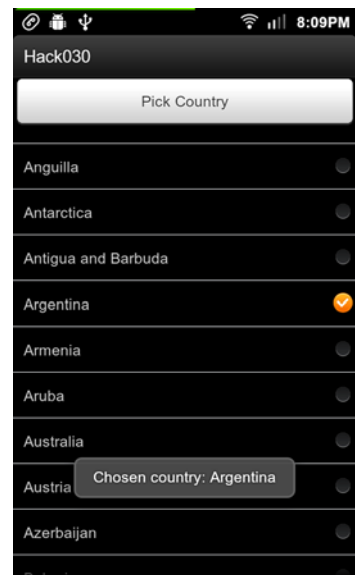 8:09PM
Hack030
Pick Country
Anguilla
Antarctica
Antigua and Barbuda
Argentina
Armenia
Aruba
Australia
Austria
Chosen country: Argentina
Azerbaijan